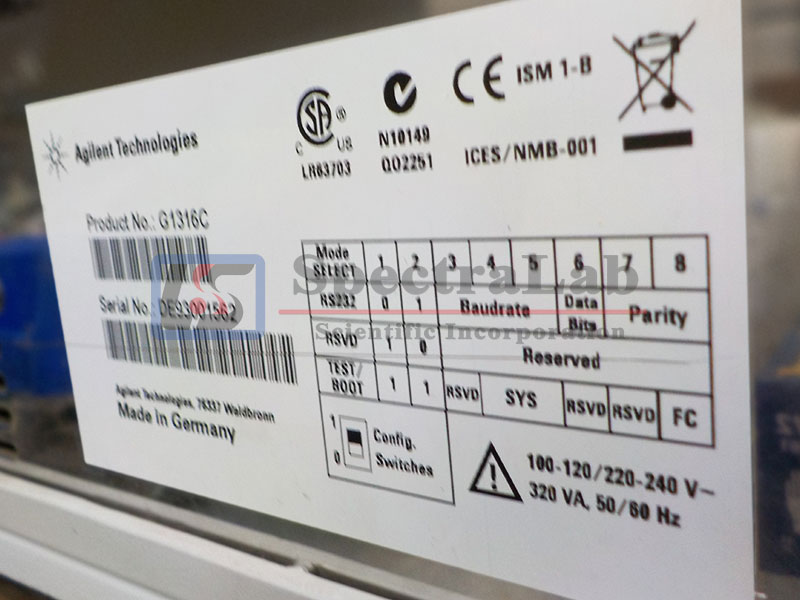 Agilent Technologies
SA ®
C US
LR63703
N10149
Q02251
CE ISM 1-B
ICES/NMB-001
Product No.: G1316C
Serial No.: DE93001562
Agilent Technologies, 76337 Waldbronn
Made in Germany
Mode SELECT 1 2 3 4 5 6 7 8
RS232 0 1 Baudrate Data Bits Parity
RSVD 1 0 Reserved
TEST/BOOT 1 1 RSVD SYS RSVD RSVD FC
1
0
Config.
Switches
100-120/220-240 V~
320 VA, 50/60 Hz
SpectraLab
Scientific Incorporation